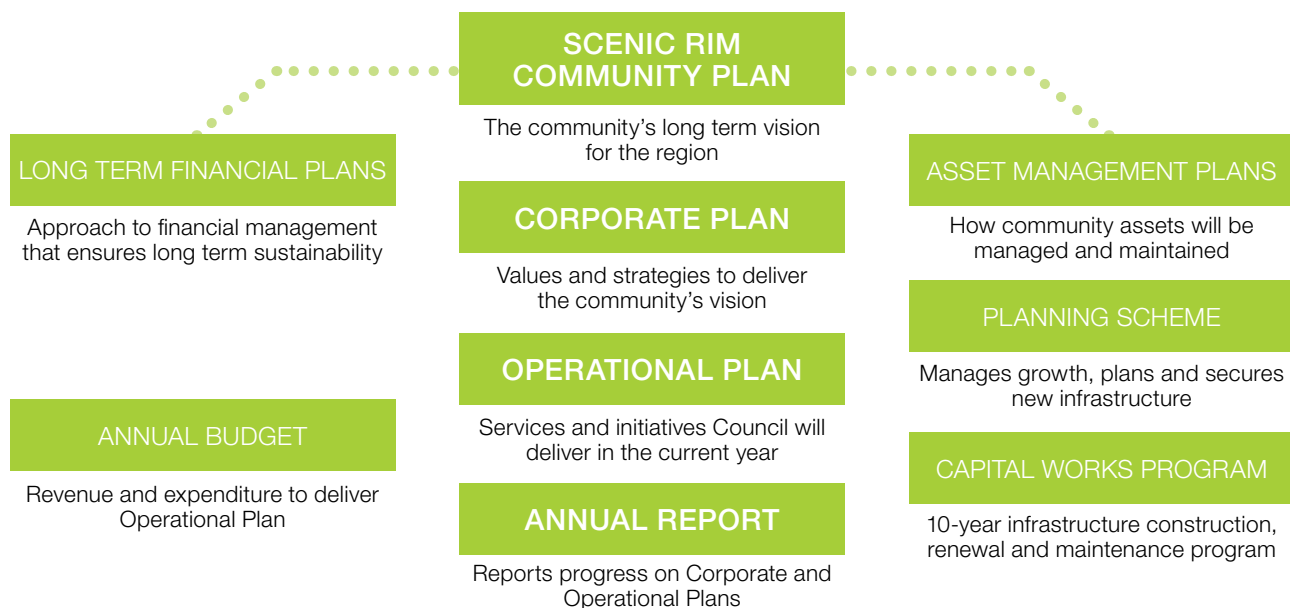 SCENIC RIM
COMMUNITY PLAN
The community’s long term vision
for the region
LONG TERM FINANCIAL PLANS
Approach to financial management
that ensures long term sustainability
ANNUAL BUDGET
Revenue and expenditure to deliver
Operational Plan
CORPORATE PLAN
Values and strategies to deliver
the community’s vision
OPERATIONAL PLAN
Services and initiatives Council will
deliver in the current year
ANNUAL REPORT
Reports progress on Corporate and
Operational Plans
ASSET MANAGEMENT PLANS
How community assets will be
managed and maintained
PLANNING SCHEME
Manages growth, plans and secures
new infrastructure
CAPITAL WORKS PROGRAM
10-year infrastructure construction,
renewal and maintenance program